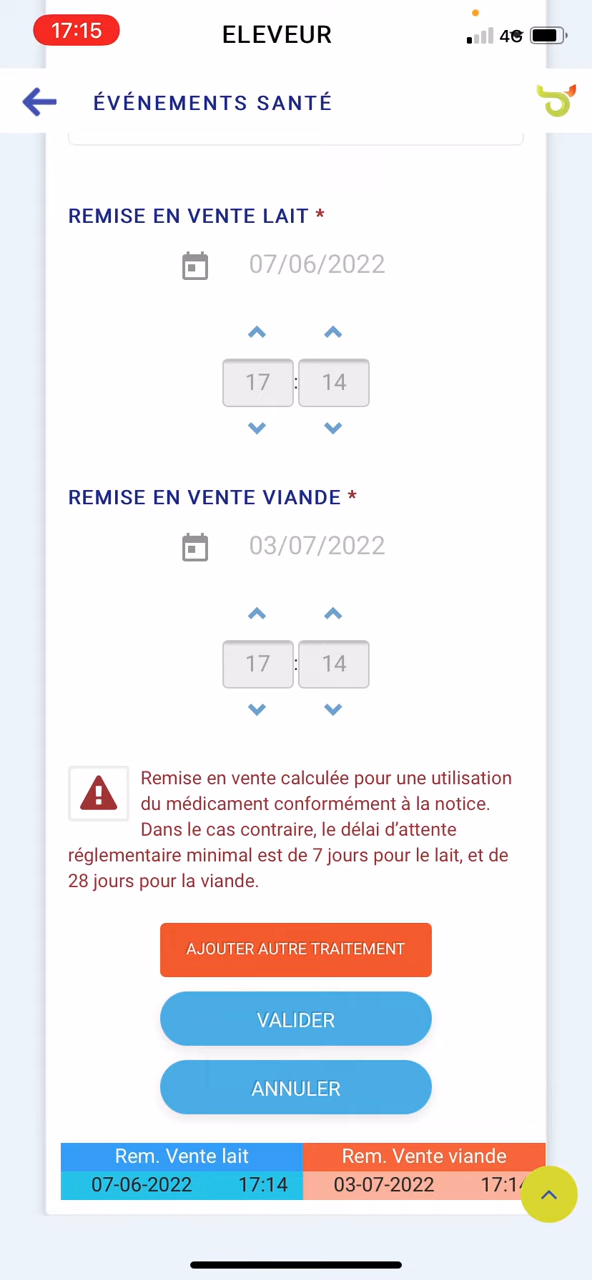 17:15
ELEVEUR
4G
ÉVÉNEMENTS SANTÉ
REMISE EN VENTE LAIT *
07/06/2022
17 : 14
REMISE EN VENTE VIANDE *
03/07/2022
17 : 14
Remise en vente calculée pour une utilisation
du médicament conformément à la notice.
Dans le cas contraire, le délai d’attente
réglementaire minimal est de 7 jours pour le lait, et de
28 jours pour la viande.
AJOUTER AUTRE TRAITEMENT
VALIDER
ANNULER
Rem. Vente lait Rem. Vente viande
07-06-2022 17:14 03-07-2022